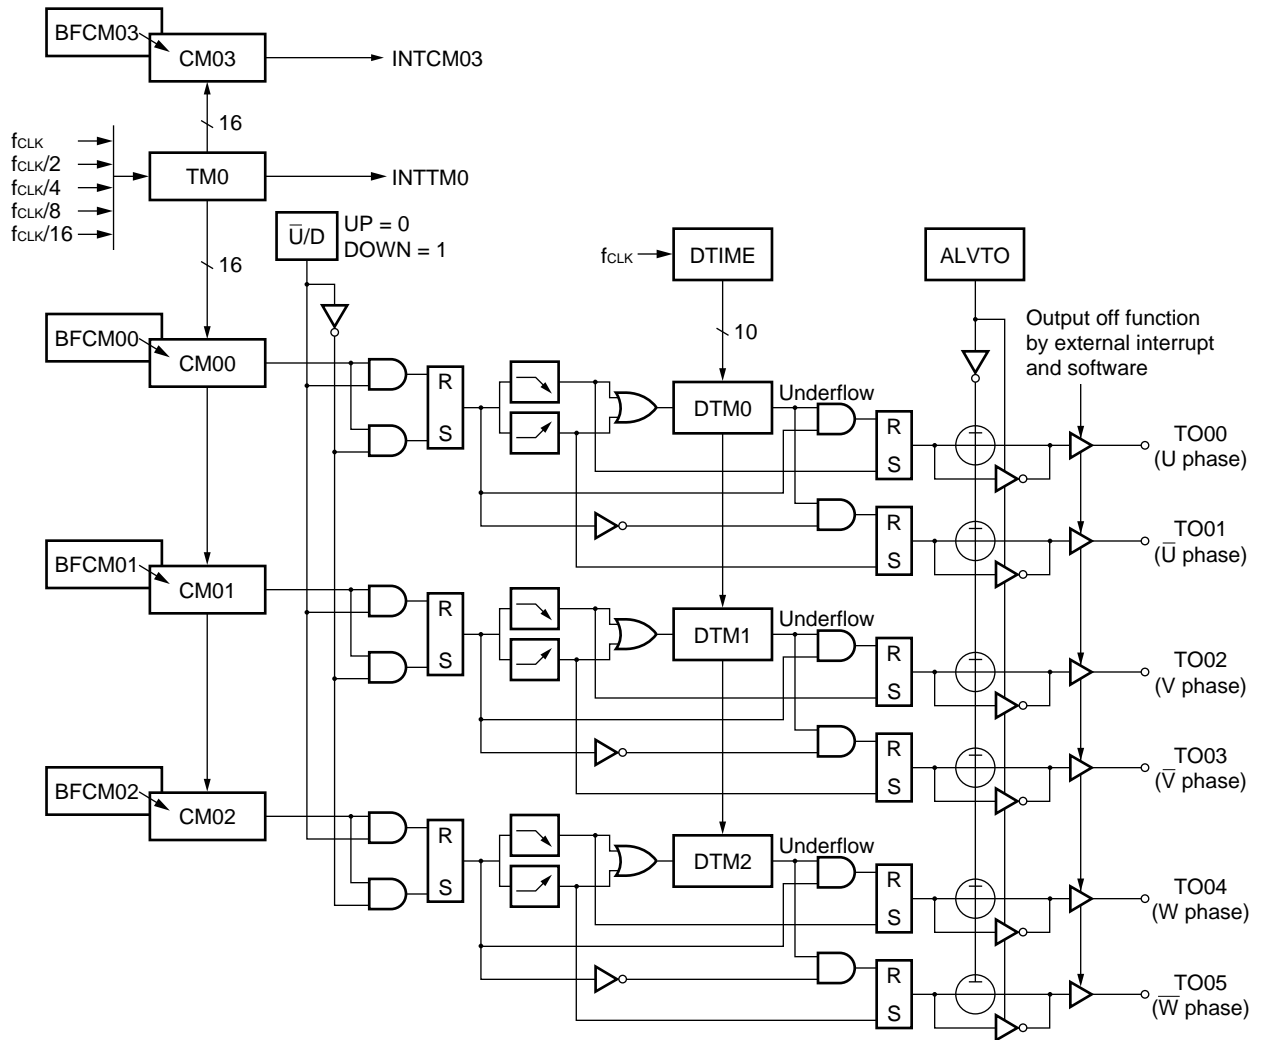 BFCM03
CM03
INTCM03
16
fCLK
fCLK/2
fCLK/4
fCLK/8
fCLK/16
TM0
INTTM0
16
U̅/D
UP = 0
DOWN = 1
fCLK
DTIME
10
ALVTO
Output off function
by external interrupt
and software
BFCM00
CM00
R
S
DTM0
Underflow
R
S
TO00
(U phase)
R
S
TO01
(U̅ phase)
BFCM01
CM01
R
S
DTM1
Underflow
R
S
TO02
(V phase)
R
S
TO03
(V̅ phase)
BFCM02
CM02
R
S
DTM2
Underflow
R
S
TO04
(W phase)
R
S
TO05
(W̅ phase)